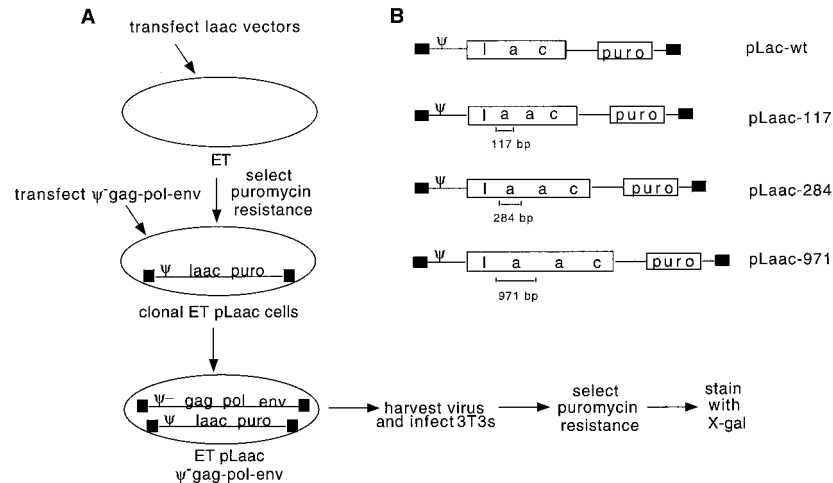 A
transfect laac vectors
ET
transfect ψ⁻gag-pol-env
select
puromycin
resistance
ψ laac puro
clonal ET pLaac cells
ψ– gag pol env
ψ laac puro
ET pLaac
ψ⁻gag-pol-env
harvest virus
and infect 3T3s
select
puromycin
resistance
stain
with
X-gal
B
ψ l a c puro pLac-wt
ψ l a a c puro pLaac-117
117 bp
ψ l a a c puro pLaac-284
284 bp
ψ l a a c puro pLaac-971
971 bp